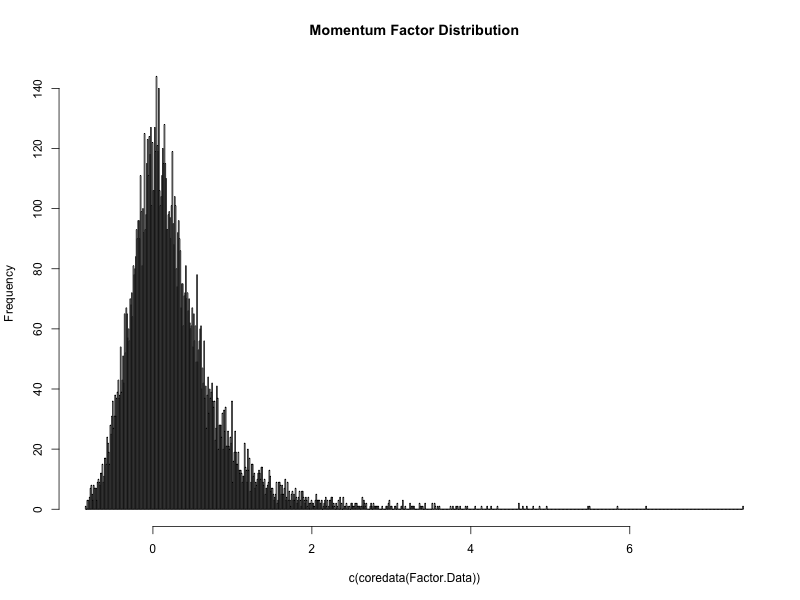 Momentum Factor Distribution
Frequency
140
120
100
80
60
40
20
0
0 2 4 6
c(coredata(Factor.Data))